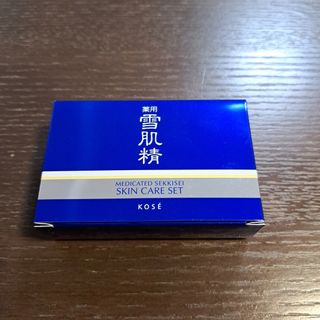 薬用
雪肌精
MEDICATED SEKKISEI
SKIN CARE SET
KOSÉ